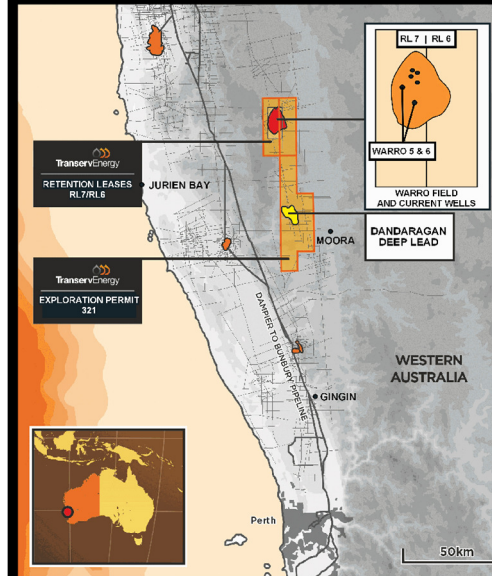 RL 7 | RL 6
WARRO 5 & 6
WARRO FIELD
AND CURRENT WELLS
TranservEnergy
RETENTION LEASES
RL7/RL6
JURIEN BAY
DANDARAGAN
DEEP LEAD
MOORA
TranservEnergy
EXPLORATION PERMIT
321
DAMPIER TO BUNBURY PIPELINE
WESTERN
AUSTRALIA
GINGIN
Perth
50km